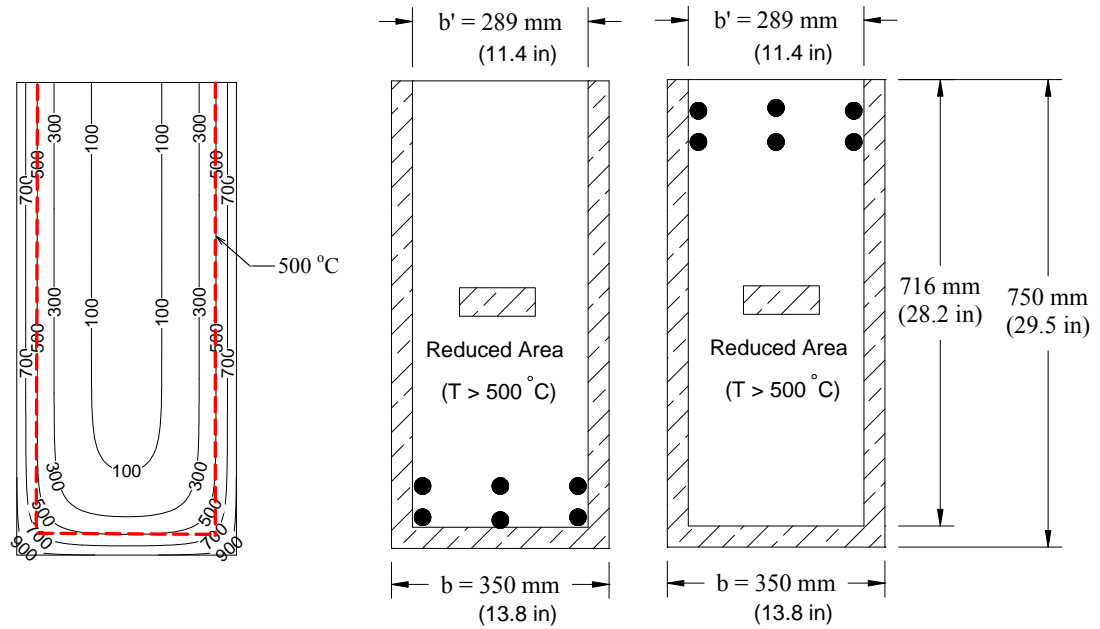 b' = 289 mm
(11.4 in)
b' = 289 mm
(11.4 in)
300
100
100
300
500
500
700
700
500 °C
300
100
100
300
500
500
700
700
716 mm
(28.2 in)
750 mm
(29.5 in)
Reduced Area
(T > 500 °C)
Reduced Area
(T > 500 °C)
100
300
300
500
500
700
700
900
900
b = 350 mm
(13.8 in)
b = 350 mm
(13.8 in)